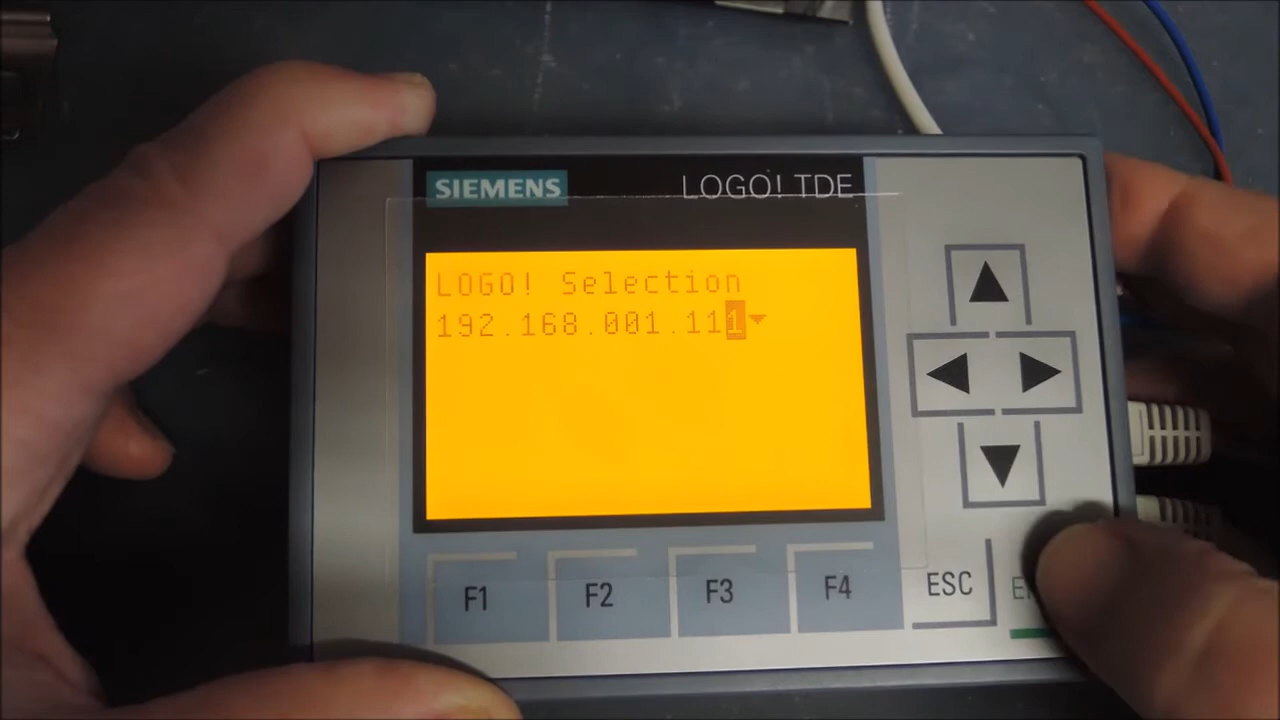 SIEMENS
LOGO! TDE
LOGO! Selection
192.168.001.111
F1
F2
F3
F4
ESC